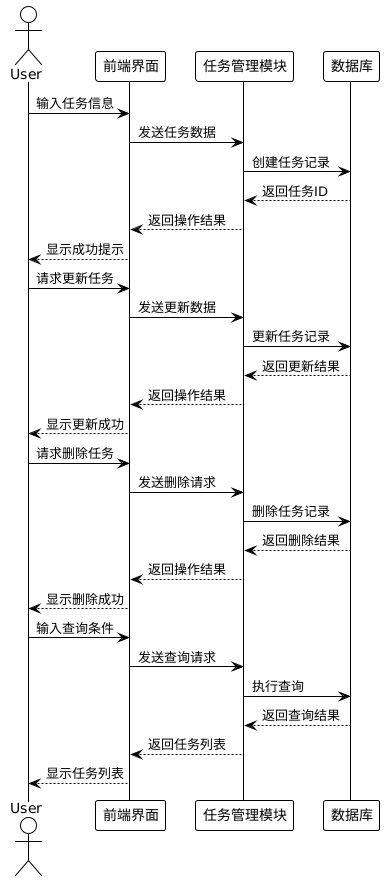 User
前端界面
任务管理模块
数据库
输入任务信息
发送任务数据
创建任务记录
返回任务ID
返回操作结果
显示成功提示
请求更新任务
发送更新数据
更新任务记录
返回更新结果
返回操作结果
显示更新成功
请求删除任务
发送删除请求
删除任务记录
返回删除结果
返回操作结果
显示删除成功
输入查询条件
发送查询请求
执行查询
返回查询结果
返回任务列表
显示任务列表
User
前端界面
任务管理模块
数据库